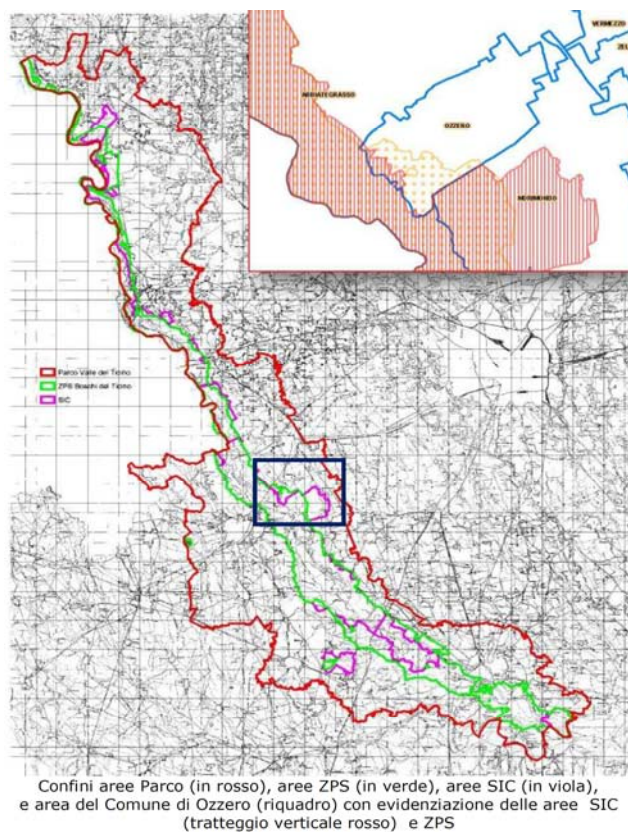 VERMEZZO
ABBIATEGRASSO
OZZERO
MORIMONDO
Parco Valle del Ticino
ZPS Boschi del Ticino
SIC
Confini aree Parco (in rosso), aree ZPS (in verde), aree SIC (in viola),
e area del Comune di Ozzero (riquadro) con evidenziazione delle aree SIC
(tratteggio verticale rosso) e ZPS